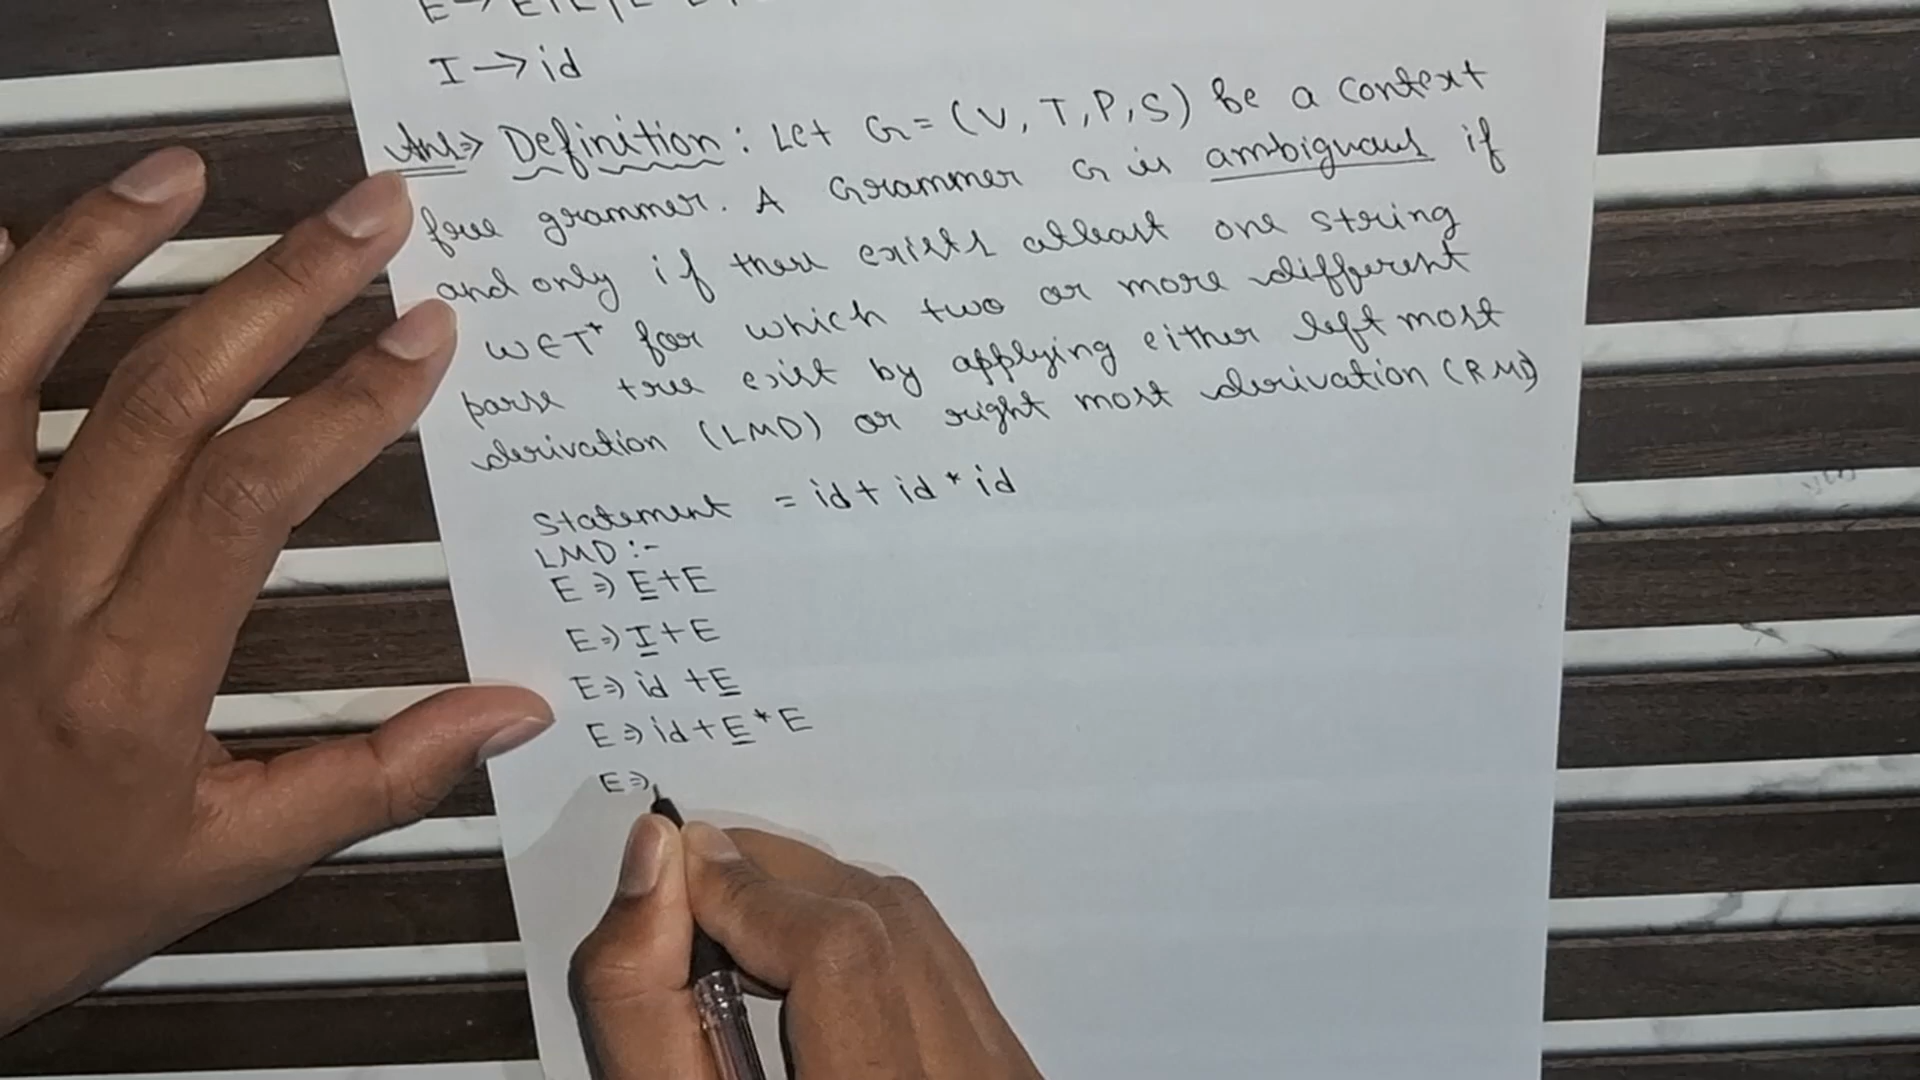 I → id
Ans⇒ Definition : Let G = (V, T, P, S) be a context
free grammer. A Grammer G is ambiguous if
and only if there exists atleast one string
w∈T* for which two or more different
parse tree exist by applying either left most
derivation (LMD) or right most derivation (RMD)
Statement = id + id * id
LMD :-
E ⇒ E+E
E ⇒ I+E
E ⇒ id +E
E ⇒ id+E*E
E ⇒